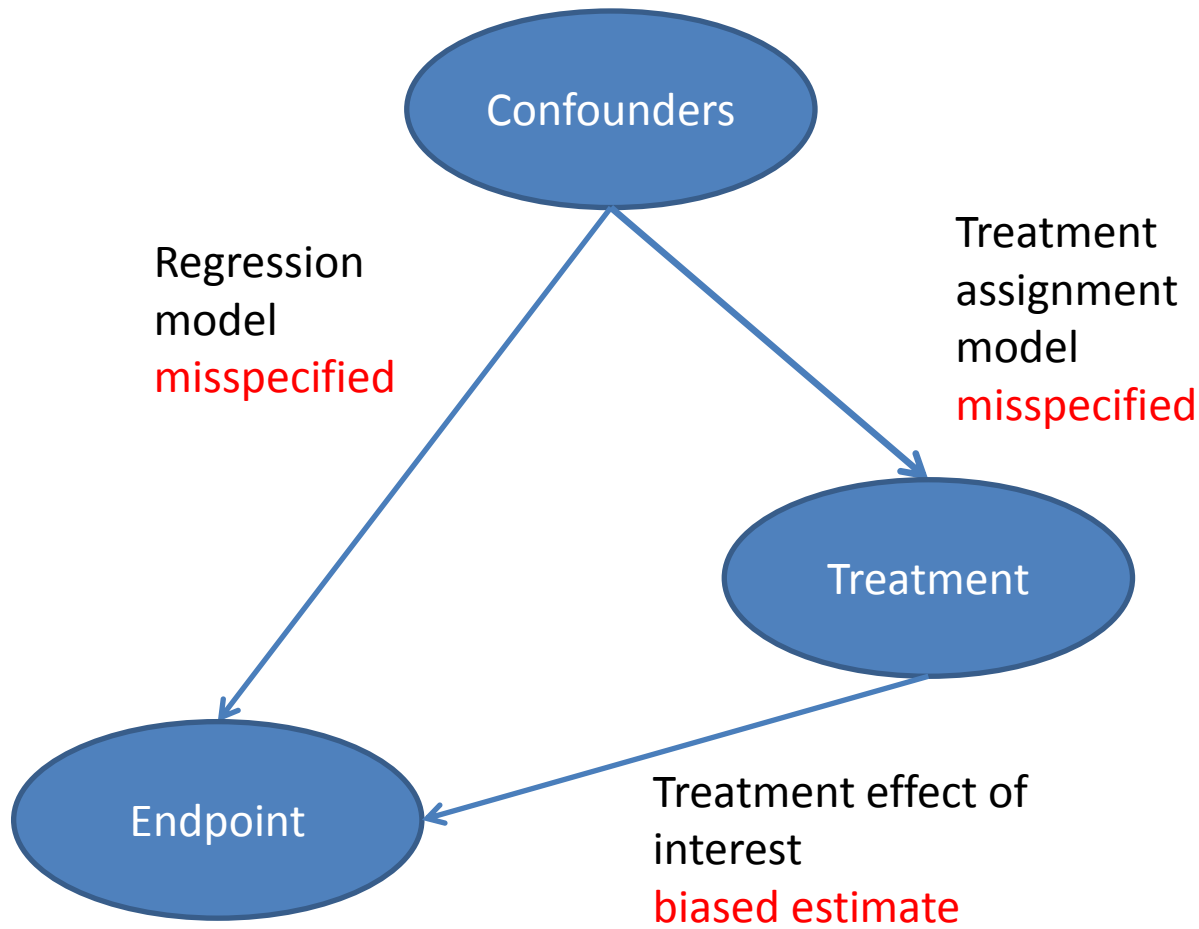 Confounders
Regression
model
misspecified
Treatment
assignment
model
misspecified
Treatment
Endpoint
Treatment effect of
interest
biased estimate